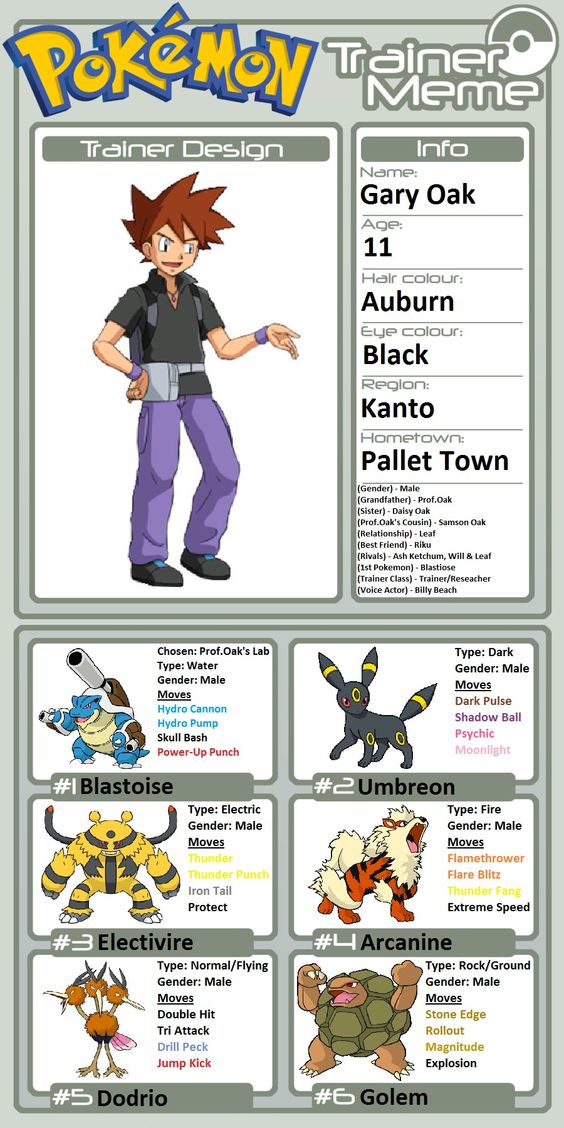 POKéMON
Trainer
Meme
Trainer Design
Info
Name:
Gary Oak
Age:
11
Hair colour:
Auburn
Eye colour:
Black
Region:
Kanto
Hometown:
Pallet Town
(Gender) - Male
(Grandfather) - Prof.Oak
(Sister) - Daisy Oak
(Prof.Oak's Cousin) - Samson Oak
(Relationship) - Leaf
(Best Friend) - Riku
(Rivals) - Ash Ketchum, Will & Leaf
(1st Pokemon) - Blastiose
(Trainer Class) - Trainer/Reseacher
(Voice Actor) - Billy Beach
Chosen: Prof.Oak's Lab
Type: Water
Gender: Male
Moves
Hydro Cannon
Hydro Pump
Skull Bash
Power-Up Punch
#1 Blastoise
Type: Dark
Gender: Male
Moves
Dark Pulse
Shadow Ball
Psychic
Moonlight
#2 Umbreon
Type: Electric
Gender: Male
Moves
Thunder
Thunder Punch
Iron Tail
Protect
#3 Electivire
Type: Fire
Gender: Male
Moves
Flamethrower
Flare Blitz
Thunder Fang
Extreme Speed
#4 Arcanine
Type: Normal/Flying
Gender: Male
Moves
Double Hit
Tri Attack
Drill Peck
Jump Kick
#5 Dodrio
Type: Rock/Ground
Gender: Male
Moves
Stone Edge
Rollout
Magnitude
Explosion
#6 Golem